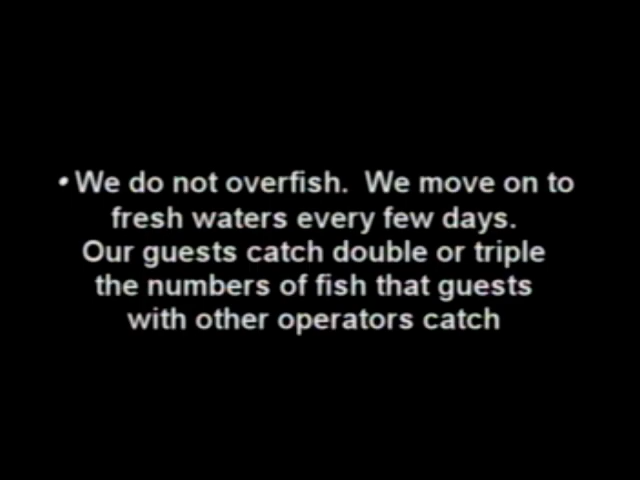 • We do not overfish.  We move on to
fresh waters every few days.
Our guests catch double or triple
the numbers of fish that guests
with other operators catch